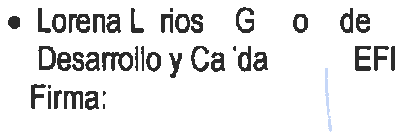 • Lorena L rios G o de
Desarrollo y Ca da EFI
Firma: